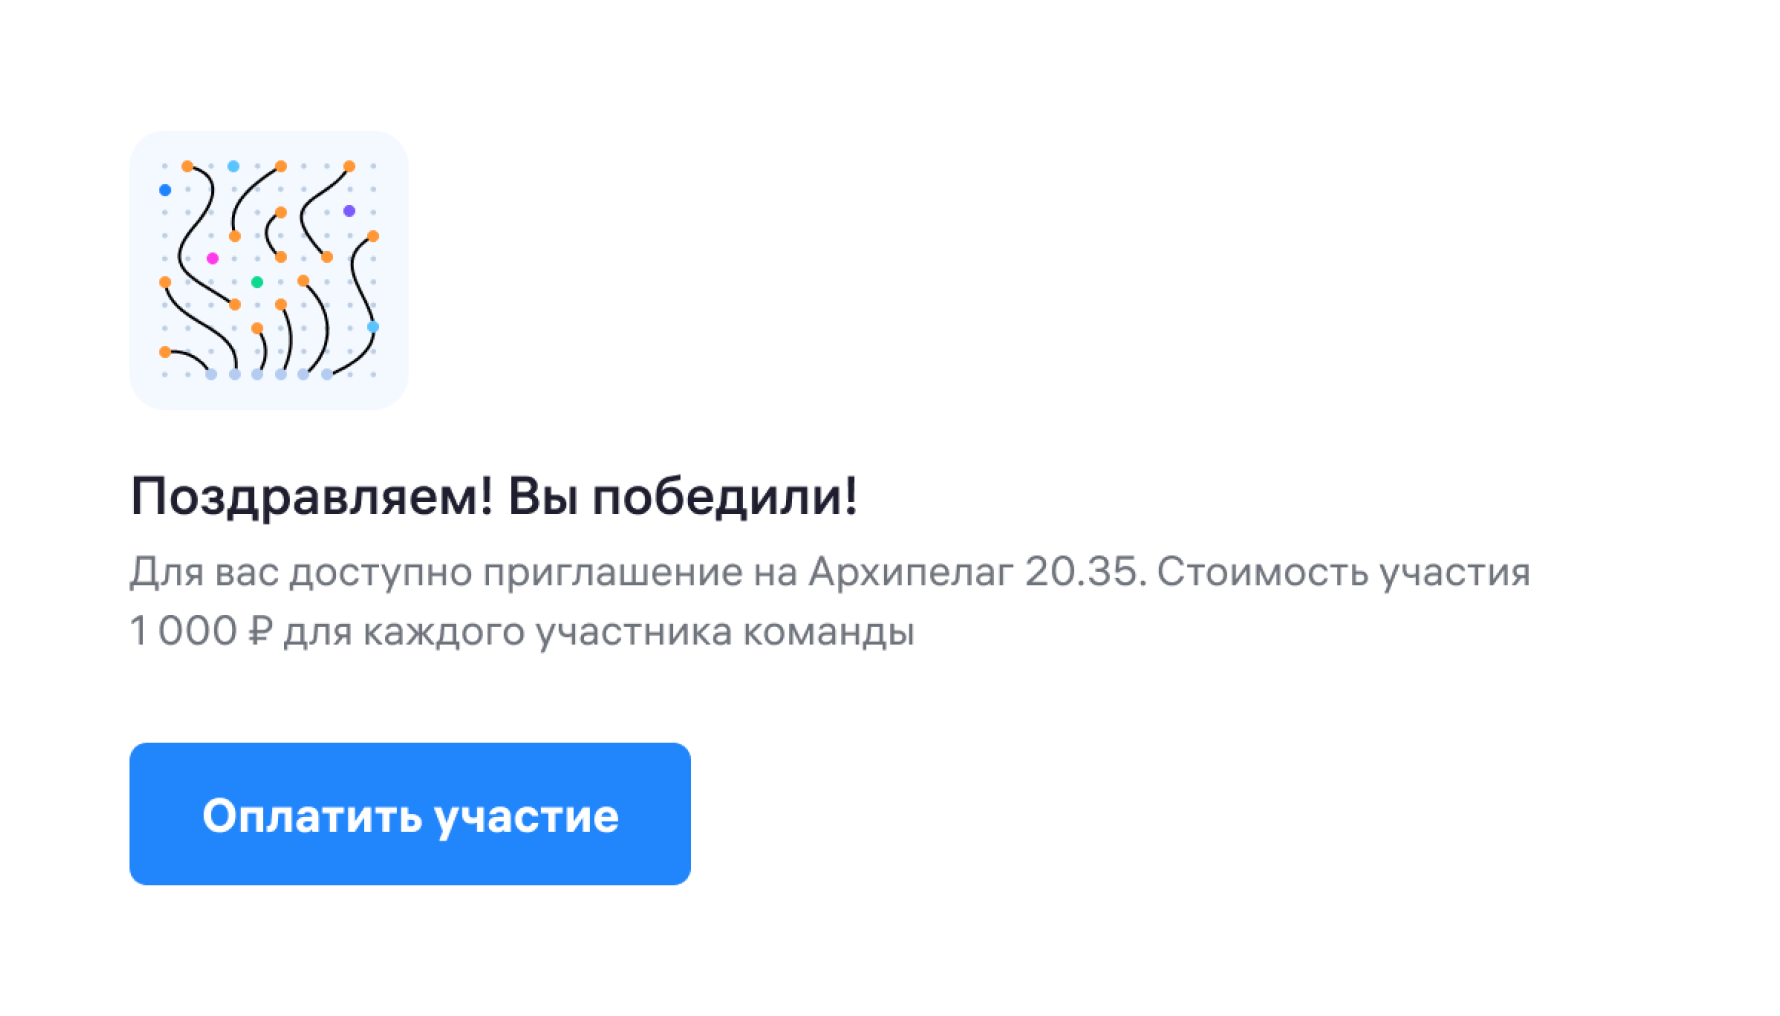 Поздравляем! Вы победили!
Для вас доступно приглашение на Архипелаг 20.35. Стоимость участия
1 000 ₽ для каждого участника команды
Оплатить участие